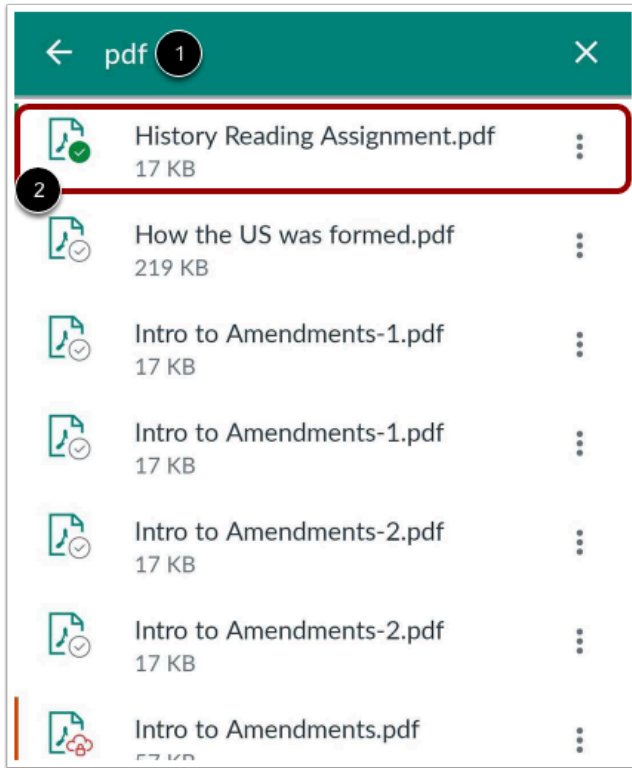 pdf 1
History Reading Assignment.pdf
17 KB
2
How the US was formed.pdf
219 KB
Intro to Amendments-1.pdf
17 KB
Intro to Amendments-1.pdf
17 KB
Intro to Amendments-2.pdf
17 KB
Intro to Amendments-2.pdf
17 KB
Intro to Amendments.pdf
57 KB